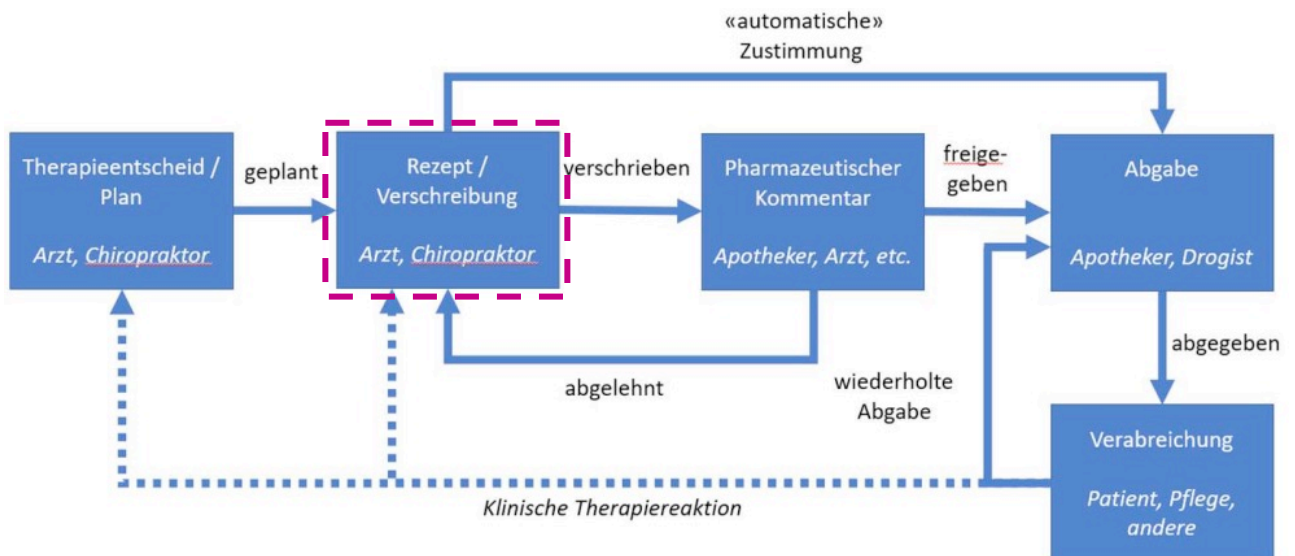 «automatische»
Zustimmung
Therapieentscheid /
Plan
Arzt, Chiropraktor
geplant
Rezept /
Verschreibung
Arzt, Chiropraktor
verschrieben
Pharmazeutischer
Kommentar
Apotheker, Arzt, etc.
freige-
geben
Abgabe
Apotheker, Drogist
abgelehnt
wiederholte
Abgabe
abgegeben
Verabreichung
Patient, Pflege,
andere
Klinische Therapiereaktion